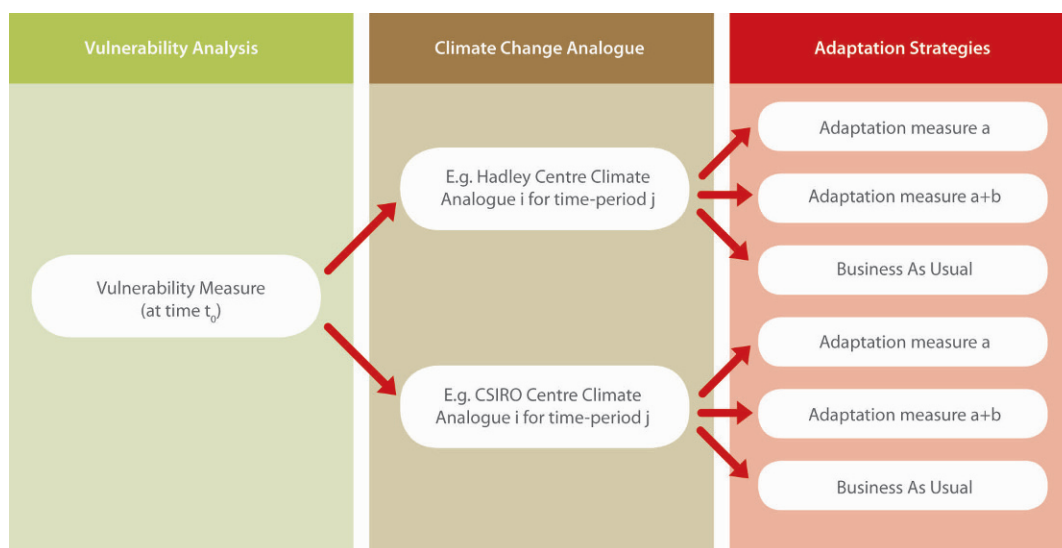 Vulnerability Analysis
Climate Change Analogue
Adaptation Strategies
Vulnerability Measure
(at time t₀)
E.g. Hadley Centre Climate
Analogue i for time-period j
E.g. CSIRO Centre Climate
Analogue i for time-period j
Adaptation measure a
Adaptation measure a+b
Business As Usual
Adaptation measure a
Adaptation measure a+b
Business As Usual